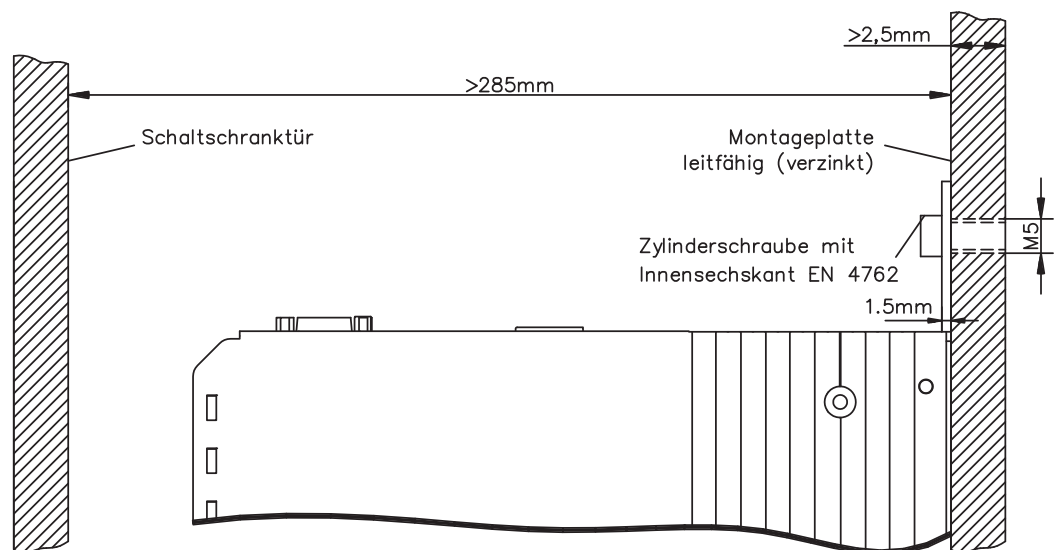 >2,5mm
>285mm
Schaltschranktür
Montageplatte
leitfähig (verzinkt)
Zylinderschraube mit
Innensechskant EN 4762
M5
1.5mm